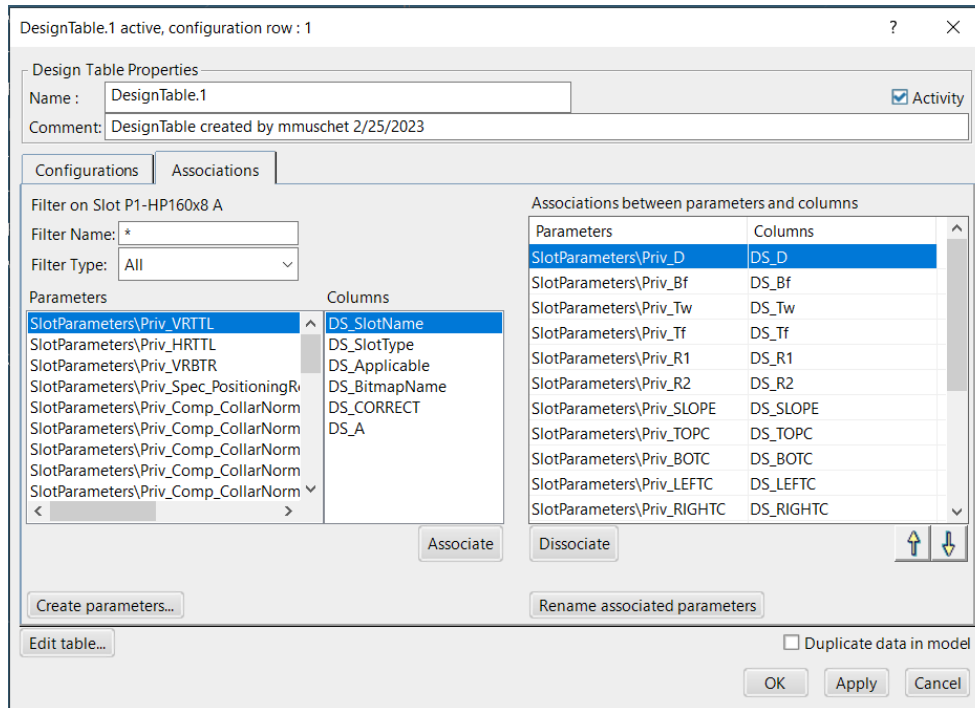 DesignTable.1 active, configuration row : 1
?
Design Table Properties
Name : DesignTable.1
Activity
Comment: DesignTable created by mmuschet 2/25/2023
Configurations
Associations
Filter on Slot P1-HP160x8 A
Filter Name: *
Filter Type: All
Parameters
SlotParameters\Priv_VRTTL
SlotParameters\Priv_HRTTL
SlotParameters\Priv_VRBTR
SlotParameters\Priv_Spec_PositioningR
SlotParameters\Priv_Comp_CollarNorm
SlotParameters\Priv_Comp_CollarNorm
SlotParameters\Priv_Comp_CollarNorm
SlotParameters\Priv_Comp_CollarNorm
SlotParameters\Priv_Comp_CollarNorm
Columns
DS_SlotName
DS_SlotType
DS_Applicable
DS_BitmapName
DS_CORRECT
DS_A
Associate
Create parameters...
Associations between parameters and columns
Parameters Columns
SlotParameters\Priv_D DS_D
SlotParameters\Priv_Bf DS_Bf
SlotParameters\Priv_Tw DS_Tw
SlotParameters\Priv_Tf DS_Tf
SlotParameters\Priv_R1 DS_R1
SlotParameters\Priv_R2 DS_R2
SlotParameters\Priv_SLOPE DS_SLOPE
SlotParameters\Priv_TOPC DS_TOPC
SlotParameters\Priv_BOTC DS_BOTC
SlotParameters\Priv_LEFTC DS_LEFTC
SlotParameters\Priv_RIGHTC DS_RIGHTC
Dissociate
Rename associated parameters
Edit table...
Duplicate data in model
OK
Apply
Cancel